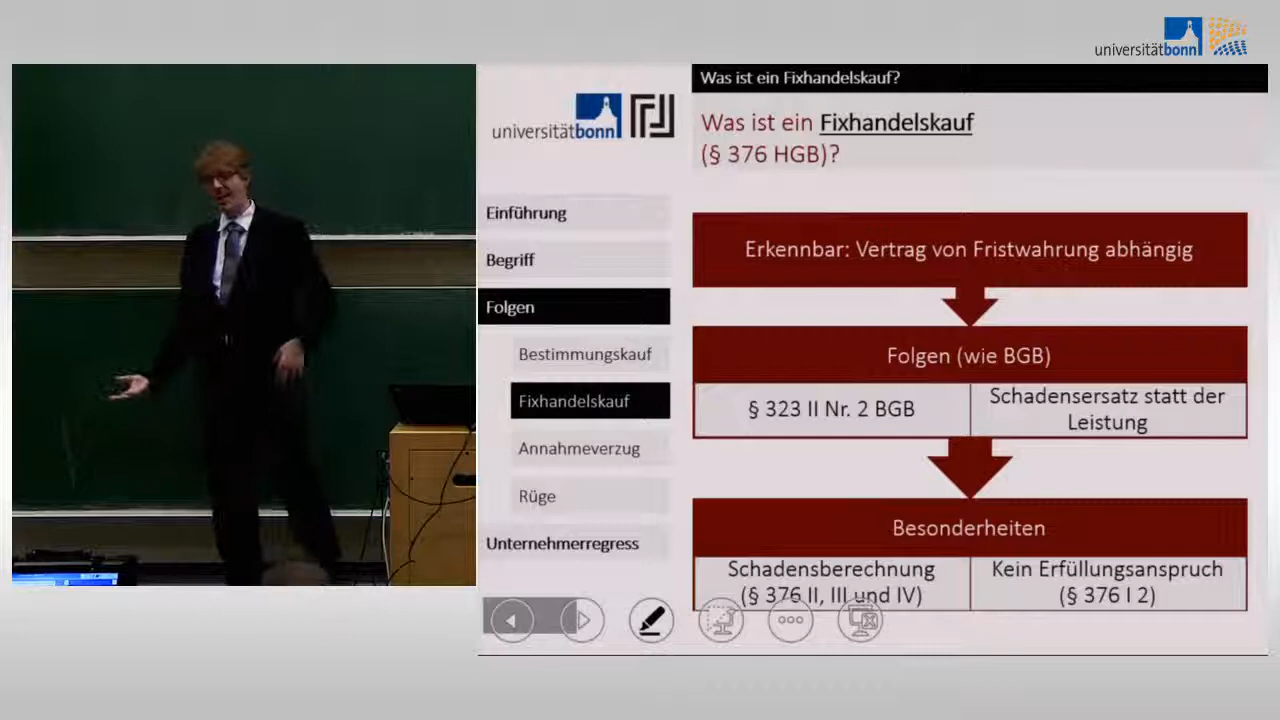 universitätbonn
Was ist ein Fixhandelskauf?
universitätbonn
Was ist ein Fixhandelskauf
(§ 376 HGB)?
Einführung
Begriff
Folgen
Bestimmungskauf
Fixhandelskauf
Annahmeverzug
Rüge
Unternehmerregress
Erkennbar: Vertrag von Fristwahrung abhängig
Folgen (wie BGB)
§ 323 II Nr. 2 BGB
Schadensersatz statt der
Leistung
Besonderheiten
Schadensberechnung
(§ 376 II, III und IV)
Kein Erfüllungsanspruch
(§ 376 I 2)